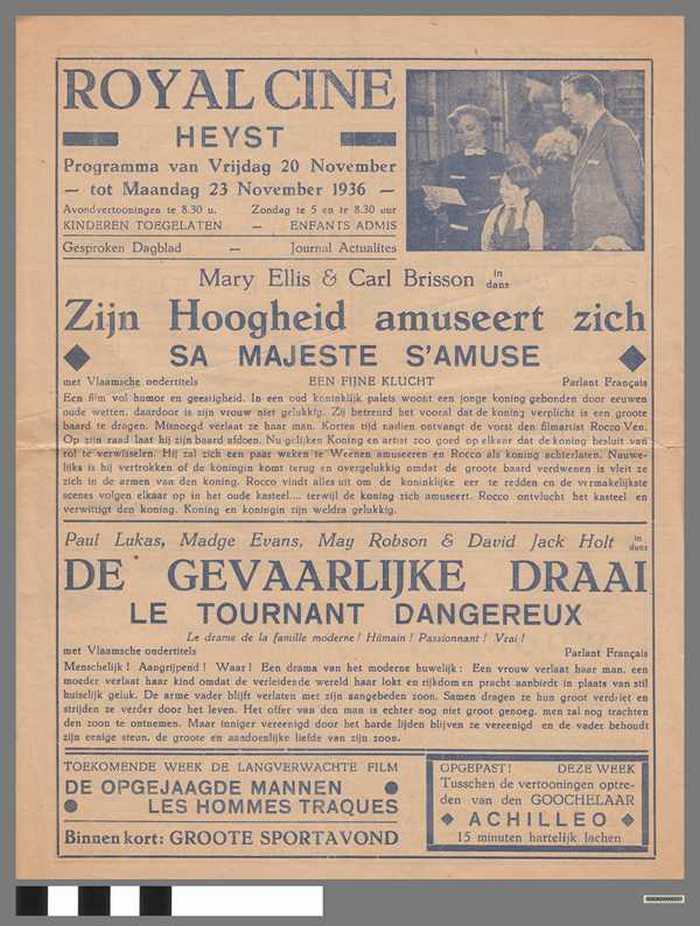 ROYAL CINE
HEYST
Programma van Vrijdag 20 November
— tot Maandag 23 November 1936 —
Avondvertooningen te 8.30 u. Zondag te 5 en te 8.30 uur
KINDEREN TOEGELATEN — ENFANTS ADMIS
Gesproken Dagblad — Journal Actualites
Mary Ellis & Carl Brisson in dans
Zijn Hoogheid amuseert zich
SA MAJESTE S'AMUSE
met Vlaamsche ondertitels EEN FIJNE KLUCHT Parlant Français
Een film vol humor en geestigheid. In een oud koninklijk paleis woont een jonge koning gebonden door eeuwen
oude wetten, daardoor is zijn vrouw niet gelukkig. Zij betreurd het vooral dat de koning verplicht is een groote
baard te dragen. Misnoegd verlaat ze haar man. Korten tijd nadien ontvangt de vorst den filmartist Rocco Ven.
Op zijn raad laat hij zijn baard afdoen. Nu gelijken Koning en artist zoo goed op elkaar dat de koning besluit van
rol te verwisselen. Hij zal zich een paar weken te Weenen amuseeren en Rocco als koning achterlaten. Nauwe-
lijks is hij vertrokken of de koningin komt terug en overgelukkig omdat de groote baard verdwenen is vleit ze
zich in de armen van den koning. Rocco vindt alles uit om de koninklijke eer te redden en de vermakelijkste
scenes volgen elkaar op in het oude kasteel.... terwijl de koning zich amuseert. Rocco ontvlucht het kasteel en
verwittigt den koning. Koning en koningin zijn weldra gelukkig.
Paul Lukas, Madge Evans, May Robson & David Jack Holt in dans
DE GEVAARLIJKE DRAAI
LE TOURNANT DANGEREUX
Le drame de la famille moderne! Hümain! Passionnant! Vrai!
met Vlaamsche ondertitels Parlant Français
Menschelijk! Aangrijpend! Waar! Een drama van het moderne huwelijk: Een vrouw verlaat haar man, een
moeder verlaat haar kind omdat de verleidende wereld haar lokt en rijkdom en pracht aanbiedt in plaats van stil
huiselijk geluk. De arme vader blijft verlaten met zijn aangebeden zoon. Samen dragen ze hun groot verdriet en
strijden ze verder door het leven. Het offer van den man is echter nog niet groot genoeg, men zal nog trachten
den zoon te ontnemen. Maar inniger vereenigd door het harde lijden blijven ze vereenigd en de vader behoudt
zijn eenige steun, de groote en aandoenlijke liefde van zijn zoon.
TOEKOMENDE WEEK DE LANGVERWACHTE FILM
DE OPGEJAAGDE MANNEN
LES HOMMES TRAQUES
Binnen kort: GROOTE SPORTAVOND
OPGEPAST! DEZE WEEK
Tusschen de vertooningen optre-
den van den GOOCHELAAR
ACHILLEO
15 minuten hartelijk lachen